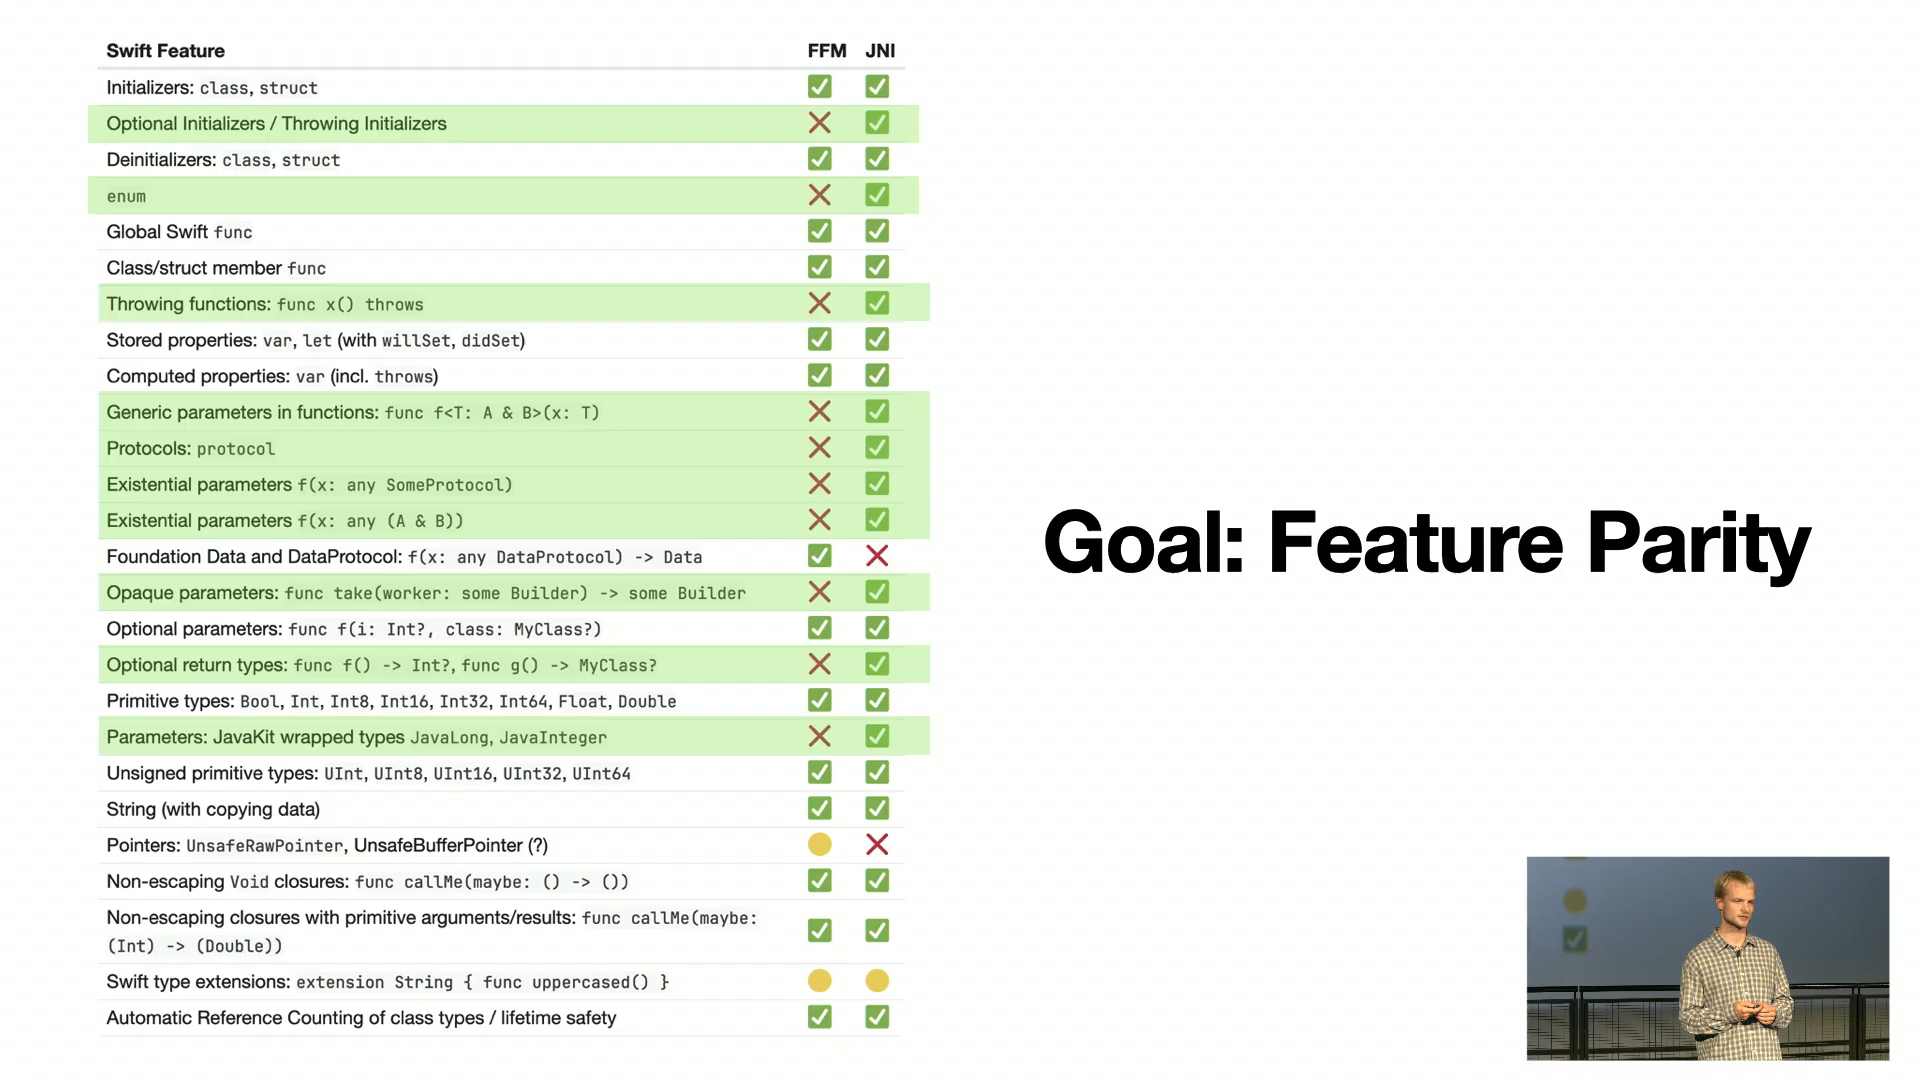 Swift Feature FFM JNI
Initializers: class, struct ✅ ✅
Optional Initializers / Throwing Initializers ❌ ✅
Deinitializers: class, struct ✅ ✅
enum ❌ ✅
Global Swift func ✅ ✅
Class/struct member func ✅ ✅
Throwing functions: func x() throws ❌ ✅
Stored properties: var, let (with willSet, didSet) ✅ ✅
Computed properties: var (incl. throws) ✅ ✅
Generic parameters in functions: func f<T: A & B>(x: T) ❌ ✅
Protocols: protocol ❌ ✅
Existential parameters f(x: any SomeProtocol) ❌ ✅
Existential parameters f(x: any (A & B)) ❌ ✅
Foundation Data and DataProtocol: f(x: any DataProtocol) -> Data ✅ ❌
Opaque parameters: func take(worker: some Builder) -> some Builder ❌ ✅
Optional parameters: func f(i: Int?, class: MyClass?) ✅ ✅
Optional return types: func f() -> Int?, func g() -> MyClass? ❌ ✅
Primitive types: Bool, Int, Int8, Int16, Int32, Int64, Float, Double ✅ ✅
Parameters: JavaKit wrapped types JavaLong, JavaInteger ❌ ✅
Unsigned primitive types: UInt, UInt8, UInt16, UInt32, UInt64 ✅ ✅
String (with copying data) ✅ ✅
Pointers: UnsafeRawPointer, UnsafeBufferPointer (?) 🟡 ❌
Non-escaping Void closures: func callMe(maybe: () -> ()) ✅ ✅
Non-escaping closures with primitive arguments/results: func callMe(maybe:
(Int) -> (Double)) ✅ ✅
Swift type extensions: extension String { func uppercased() } 🟡 🟡
Automatic Reference Counting of class types / lifetime safety ✅ ✅
Goal: Feature Parity